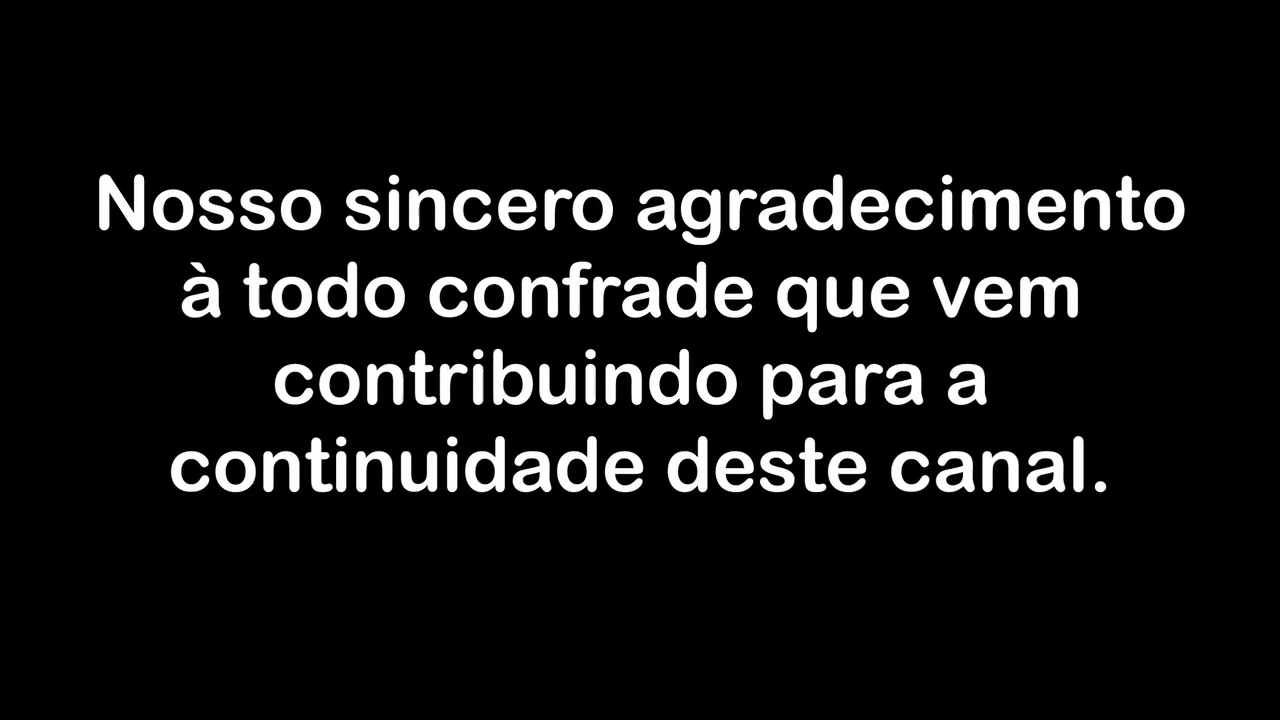 Nosso sincero agradecimento
à todo confrade que vem
contribuindo para a
continuidade deste canal.